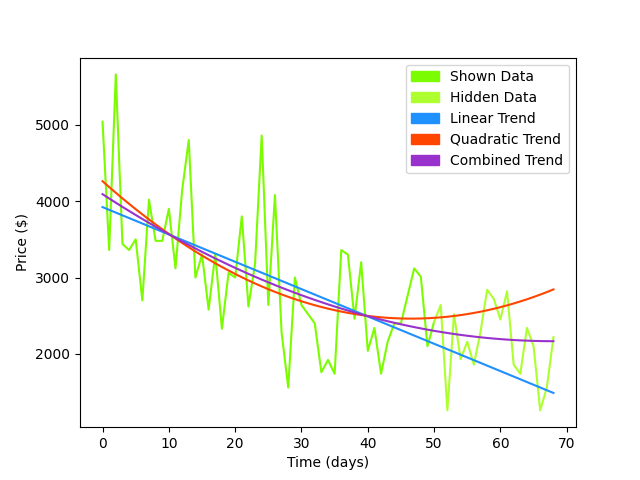 Shown Data
Hidden Data
Linear Trend
Quadratic Trend
Combined Trend
5000
4000
3000
2000
Price ($)
0 10 20 30 40 50 60 70
Time (days)